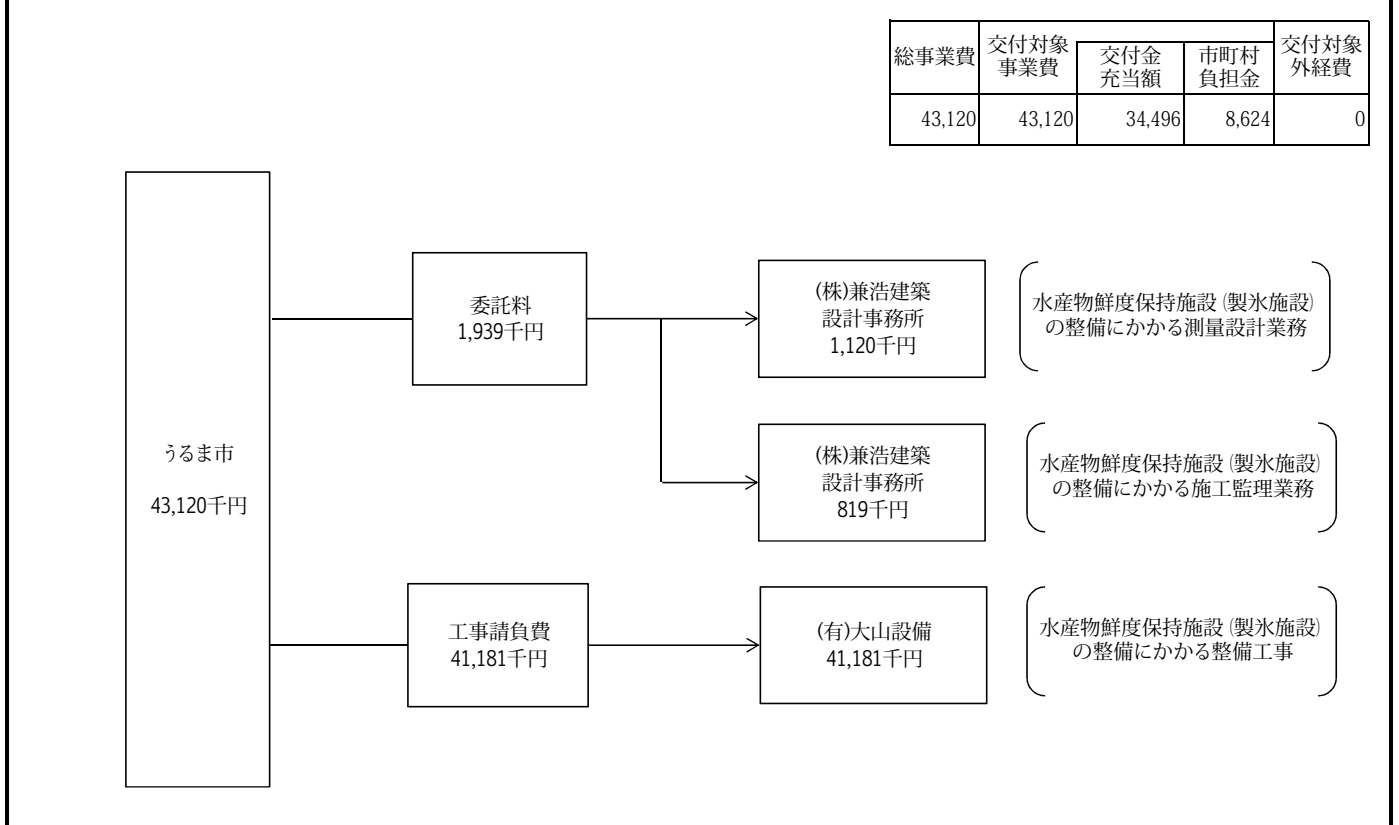 総事業費
交付対象
事業費
交付金
充当額
市町村
負担金
交付対象
外経費
43,120
43,120
34,496
8,624
0
うるま市
43,120千円
委託料
1,939千円
(株)兼浩建築
設計事務所
1,120千円
水産物鮮度保持施設(製氷施設)
の整備にかかる測量設計業務
(株)兼浩建築
設計事務所
819千円
水産物鮮度保持施設(製氷施設)
の整備にかかる施工監理業務
工事請負費
41,181千円
(有)大山設備
41,181千円
水産物鮮度保持施設(製氷施設)
の整備にかかる整備工事